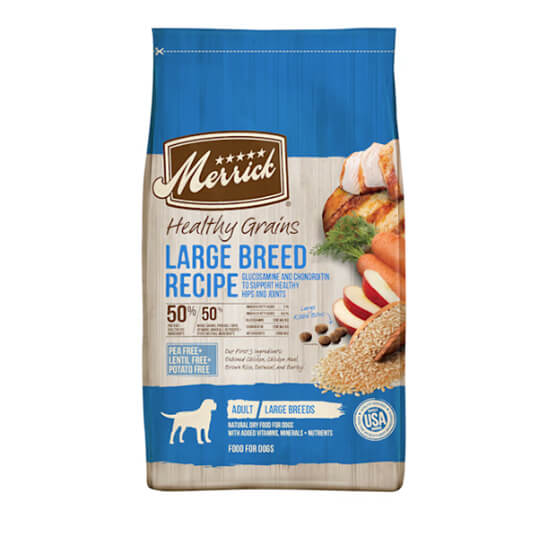 Merrick
Healthy Grains
LARGE BREED
RECIPE
GLUCOSAMINE AND CHONDROITIN
TO SUPPORT HEALTHY
HIPS AND JOINTS
50%/50%
Large
Kibble
PEA FREE+
LENTIL FREE+
POTATO FREE
Our First 5 Ingredients:
Deboned Chicken, Chicken Meal,
Brown Rice, Oatmeal, and Barley
ADULT / LARGE BREEDS
NATURAL DRY FOOD FOR DOGS
WITH ADDED VITAMINS, MINERALS + NUTRIENTS
FOOD FOR DOGS
USA